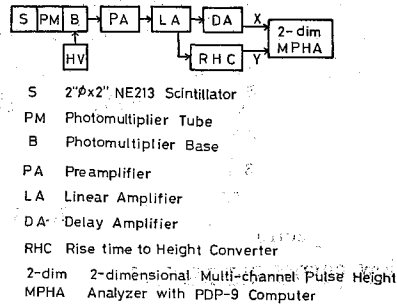 S PM B PA LA DA X 2-dim
MPHA
HV RHC Y
S 2"φx2" NE213 Scintillator
PM Photomultiplier Tube
B Photomultiplier Base
PA Preamplifier
LA Linear Amplifier
DA Delay Amplifier
RHC Rise time to Height Converter
2-dim 2-dimensional Multi-channel Pulse Height
MPHA Analyzer with PDP-9 Computer